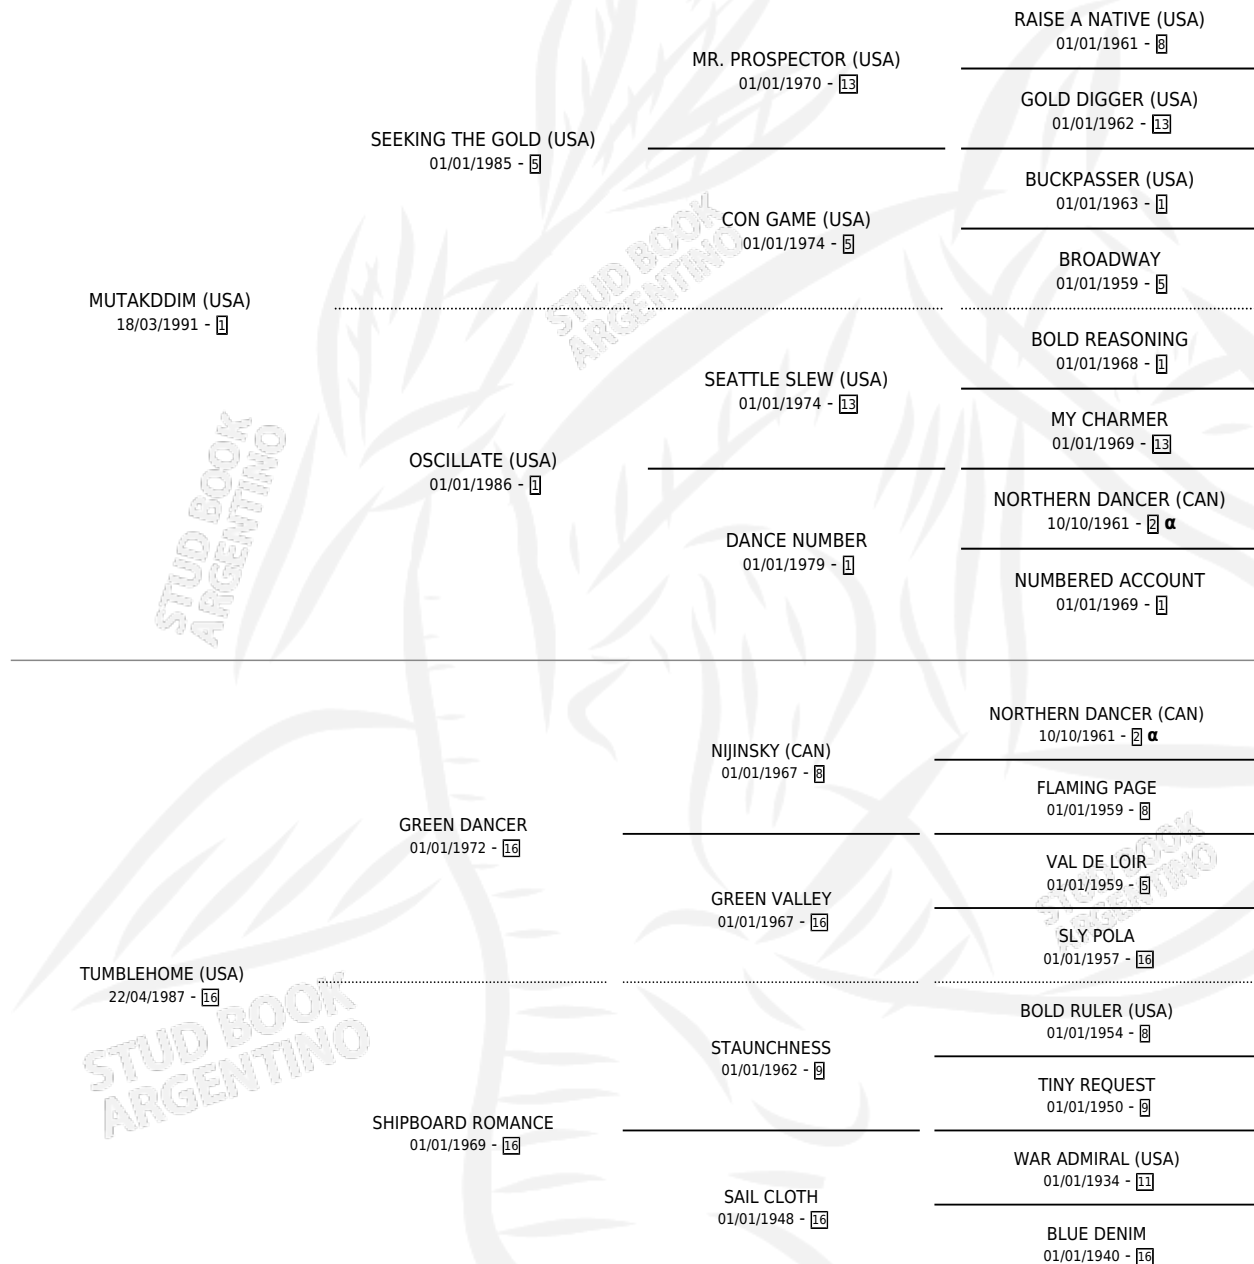 RAISE A NATIVE (USA)
01/01/1961 - 8
MR. PROSPECTOR (USA)
01/01/1970 - 13
GOLD DIGGER (USA)
01/01/1962 - 13
SEEKING THE GOLD (USA)
01/01/1985 - 5
BUCKPASSER (USA)
01/01/1963 - 1
CON GAME (USA)
01/01/1974 - 5
BROADWAY
01/01/1959 - 5
MUTAKDDIM (USA)
18/03/1991 - 1
BOLD REASONING
01/01/1968 - 1
SEATTLE SLEW (USA)
01/01/1974 - 13
MY CHARMER
01/01/1969 - 13
OSCILLATE (USA)
01/01/1986 - 1
NORTHERN DANCER (CAN)
10/10/1961 - 2 α
DANCE NUMBER
01/01/1979 - 1
NUMBERED ACCOUNT
01/01/1969 - 1
NORTHERN DANCER (CAN)
10/10/1961 - 2 α
NIJINSKY (CAN)
01/01/1967 - 8
FLAMING PAGE
01/01/1959 - 8
GREEN DANCER
01/01/1972 - 16
VAL DE LOIR
01/01/1959 - 5
GREEN VALLEY
01/01/1967 - 16
SLY POLA
01/01/1957 - 16
TUMBLEHOME (USA)
22/04/1987 - 16
BOLD RULER (USA)
01/01/1954 - 8
STAUNCHNESS
01/01/1962 - 9
TINY REQUEST
01/01/1950 - 9
SHIPBOARD ROMANCE
01/01/1969 - 16
WAR ADMIRAL (USA)
01/01/1934 - 11
SAIL CLOTH
01/01/1948 - 16
BLUE DENIM
01/01/1940 - 16
STUD BOOK
ARGENTINO
STUD BOOK
ARGENTINO
STUD BOOK
ARGENTINO
STUD BOOK
ARGENTINO